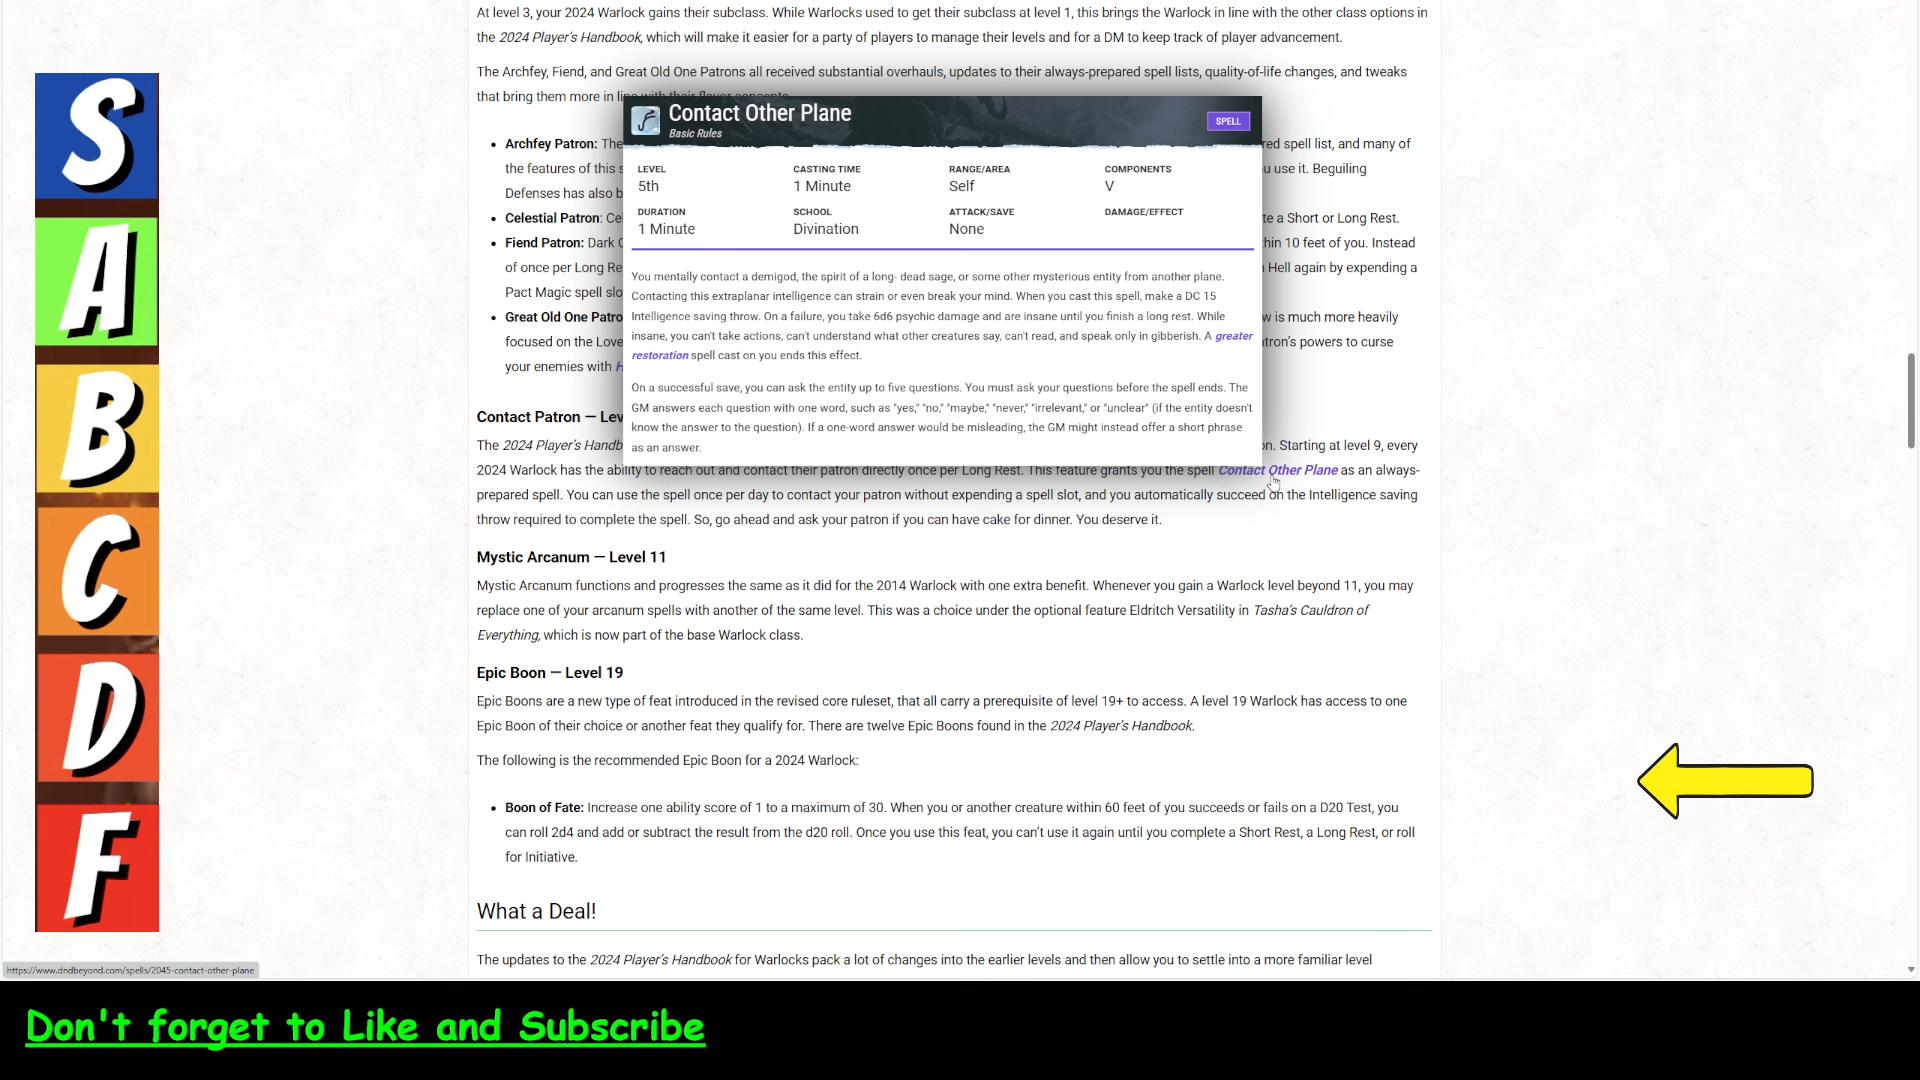 At level 3, your 2024 Warlock gains their subclass. While Warlocks used to get their subclass at level 1, this brings the Warlock in line with the other class options in
the 2024 Player's Handbook, which will make it easier for a party of players to manage their levels and for a DM to keep track of player advancement.
The Archfey, Fiend, and Great Old One Patrons all received substantial overhauls, updates to their always-prepared spell lists, quality-of-life changes, and tweaks
that bring them more in line with their flavor concepts.
Archfey Patron: The
red spell list, and many of
the features of this s
u use it. Beguiling
Defenses has also b
Celestial Patron: Ce
te a Short or Long Rest.
Fiend Patron: Dark
hin 10 feet of you. Instead
of once per Long Re
Hell again by expending a
Pact Magic spell slo
Great Old One Patro
w is much more heavily
focused on the Love
tron's powers to curse
your enemies with H
Contact Other Plane
Basic Rules
SPELL
LEVEL
5th
CASTING TIME
1 Minute
RANGE/AREA
Self
COMPONENTS
V
DURATION
1 Minute
SCHOOL
Divination
ATTACK/SAVE
None
DAMAGE/EFFECT
You mentally contact a demigod, the spirit of a long- dead sage, or some other mysterious entity from another plane.
Contacting this extraplanar intelligence can strain or even break your mind. When you cast this spell, make a DC 15
Intelligence saving throw. On a failure, you take 6d6 psychic damage and are insane until you finish a long rest. While
insane, you can't take actions, can't understand what other creatures say, can't read, and speak only in gibberish. A greater
restoration spell cast on you ends this effect.
On a successful save, you can ask the entity up to five questions. You must ask your questions before the spell ends. The
GM answers each question with one word, such as "yes," "no," "maybe," "never," "irrelevant," or "unclear" (if the entity doesn't
know the answer to the question). If a one-word answer would be misleading, the GM might instead offer a short phrase
as an answer.
Contact Patron — Lev
The 2024 Player's Handb
on. Starting at level 9, every
2024 Warlock has the ability to reach out and contact their patron directly once per Long Rest. This feature grants you the spell Contact Other Plane as an always-
prepared spell. You can use the spell once per day to contact your patron without expending a spell slot, and you automatically succeed on the Intelligence saving
throw required to complete the spell. So, go ahead and ask your patron if you can have cake for dinner. You deserve it.
Mystic Arcanum — Level 11
Mystic Arcanum functions and progresses the same as it did for the 2014 Warlock with one extra benefit. Whenever you gain a Warlock level beyond 11, you may
replace one of your arcanum spells with another of the same level. This was a choice under the optional feature Eldritch Versatility in Tasha's Cauldron of
Everything, which is now part of the base Warlock class.
Epic Boon — Level 19
Epic Boons are a new type of feat introduced in the revised core ruleset, that all carry a prerequisite of level 19+ to access. A level 19 Warlock has access to one
Epic Boon of their choice or another feat they qualify for. There are twelve Epic Boons found in the 2024 Player's Handbook.
The following is the recommended Epic Boon for a 2024 Warlock:
Boon of Fate: Increase one ability score of 1 to a maximum of 30. When you or another creature within 60 feet of you succeeds or fails on a D20 Test, you
can roll 2d4 and add or subtract the result from the d20 roll. Once you use this feat, you can't use it again until you complete a Short Rest, a Long Rest, or roll
for Initiative.
What a Deal!
The updates to the 2024 Player's Handbook for Warlocks pack a lot of changes into the earlier levels and then allow you to settle into a more familiar level
S
A
B
C
D
F
https://www.dndbeyond.com/spells/2045-contact-other-plane
Don't forget to Like and Subscribe